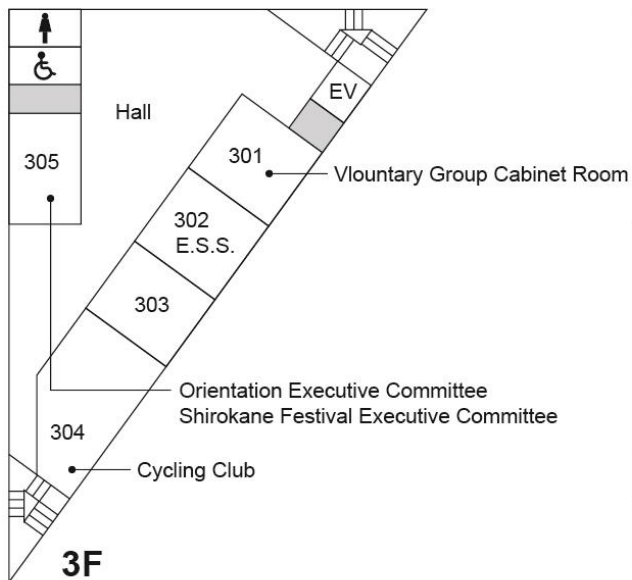 EV
Hall
301
Vlountary Group Cabinet Room
305
302
E.S.S.
303
Orientation Executive Committee
Shirokane Festival Executive Committee
304
Cycling Club
3F